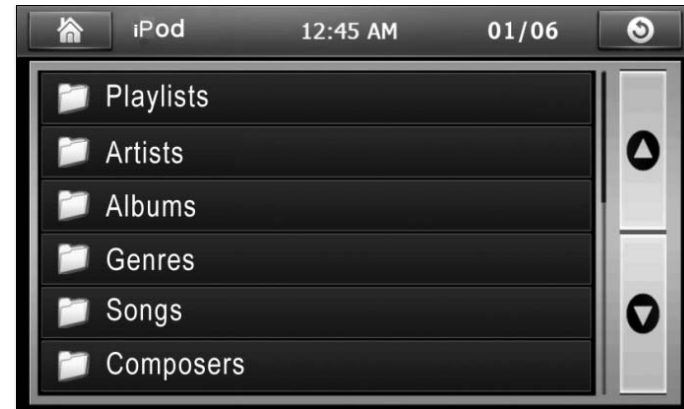 iPod 12:45 AM 01/06
Playlists
Artists
Albums
Genres
Songs
Composers